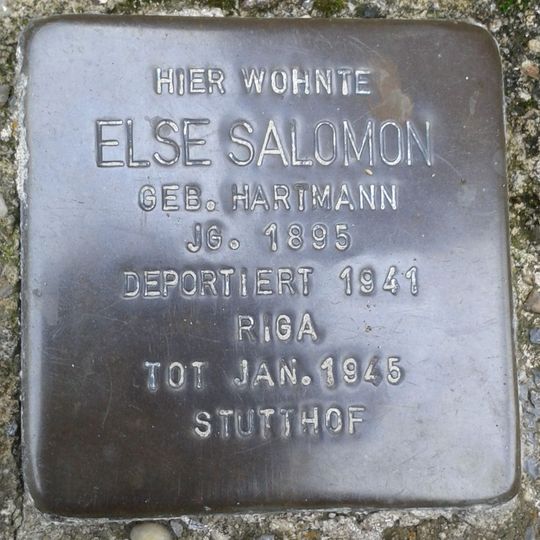 HIER WOHNTE
ELSE SALOMON
GEB. HARTMANN
JG. 1895
DEPORTIERT 1941
RIGA
TOT JAN. 1945
STUTTHOF